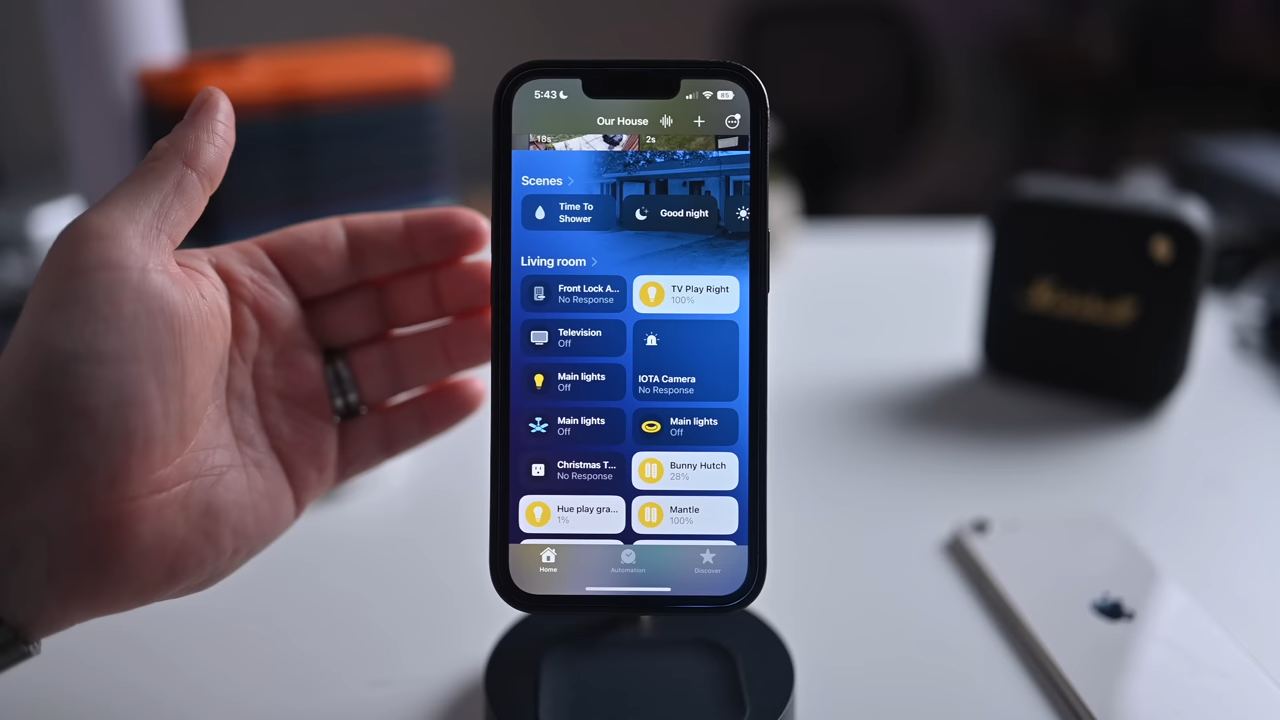 5:43
85
Our House
18s
2s
Scenes
Time To
Shower
Good night
Living room
Front Lock A...
No Response
TV Play Right
100%
Television
Off
IOTA Camera
No Response
Main lights
Off
Main lights
Off
Main lights
Off
Christmas T...
No Response
Bunny Hutch
28%
Hue play gra...
1%
Mantle
100%
Home
Automation
Discover
Marshall